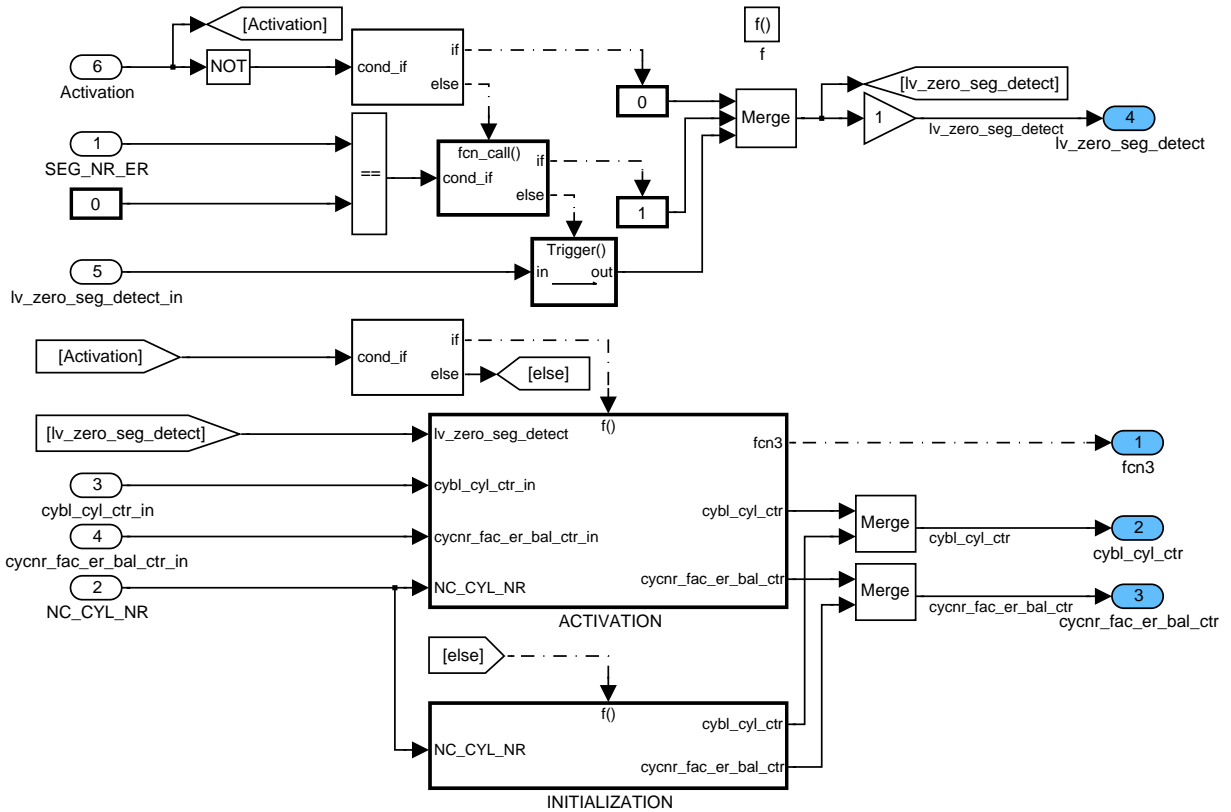 [Activation]
f()
f
6
Activation
NOT
cond_if
if
else
0
Merge
[lv_zero_seg_detect]
1
lv_zero_seg_detect
4
lv_zero_seg_detect
1
SEG_NR_ER
0
==
fcn_call()
cond_if
if
else
1
5
lv_zero_seg_detect_in
Trigger()
in
out
[Activation]
cond_if
if
else
[else]
[lv_zero_seg_detect]
f()
lv_zero_seg_detect
fcn3
1
fcn3
3
cybl_cyl_ctr_in
cybl_cyl_ctr_in
cybl_cyl_ctr
Merge
cybl_cyl_ctr
2
cybl_cyl_ctr
4
cycnr_fac_er_bal_ctr_in
cycnr_fac_er_bal_ctr_in
cycnr_fac_er_bal_ctr
Merge
cycnr_fac_er_bal_ctr
3
cycnr_fac_er_bal_ctr
2
NC_CYL_NR
NC_CYL_NR
ACTIVATION
[else]
f()
NC_CYL_NR
cybl_cyl_ctr
cycnr_fac_er_bal_ctr
INITIALIZATION